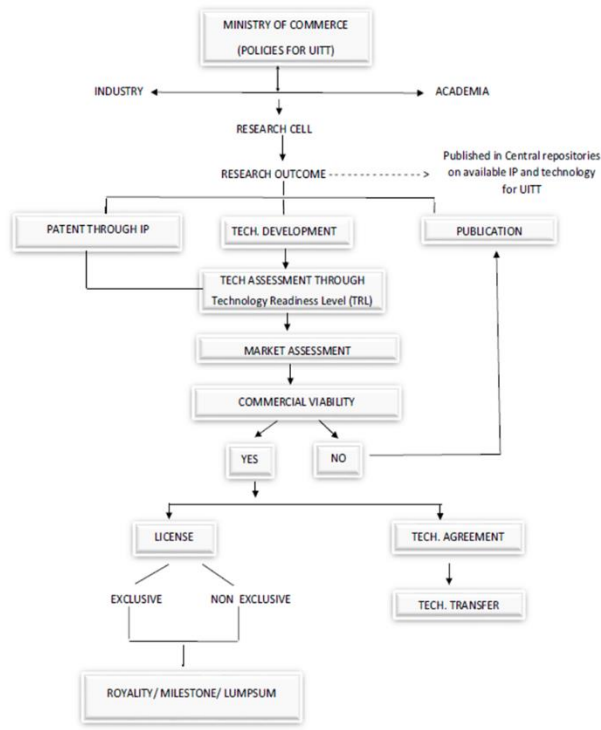 MINISTRY OF COMMERCE
(POLICIES FOR UITT)
INDUSTRY
ACADEMIA
RESEARCH CELL
RESEARCH OUTCOME
Published in Central repositories
on available IP and technology
for UITT
PATENT THROUGH IP
TECH. DEVELOPMENT
PUBLICATION
TECH ASSESSMENT THROUGH
Technology Readiness Level (TRL)
MARKET ASSESSMENT
COMMERCIAL VIABILITY
YES
NO
LICENSE
TECH. AGREEMENT
EXCLUSIVE
NON EXCLUSIVE
TECH. TRANSFER
ROYALITY/ MILESTONE/ LUMPSUM